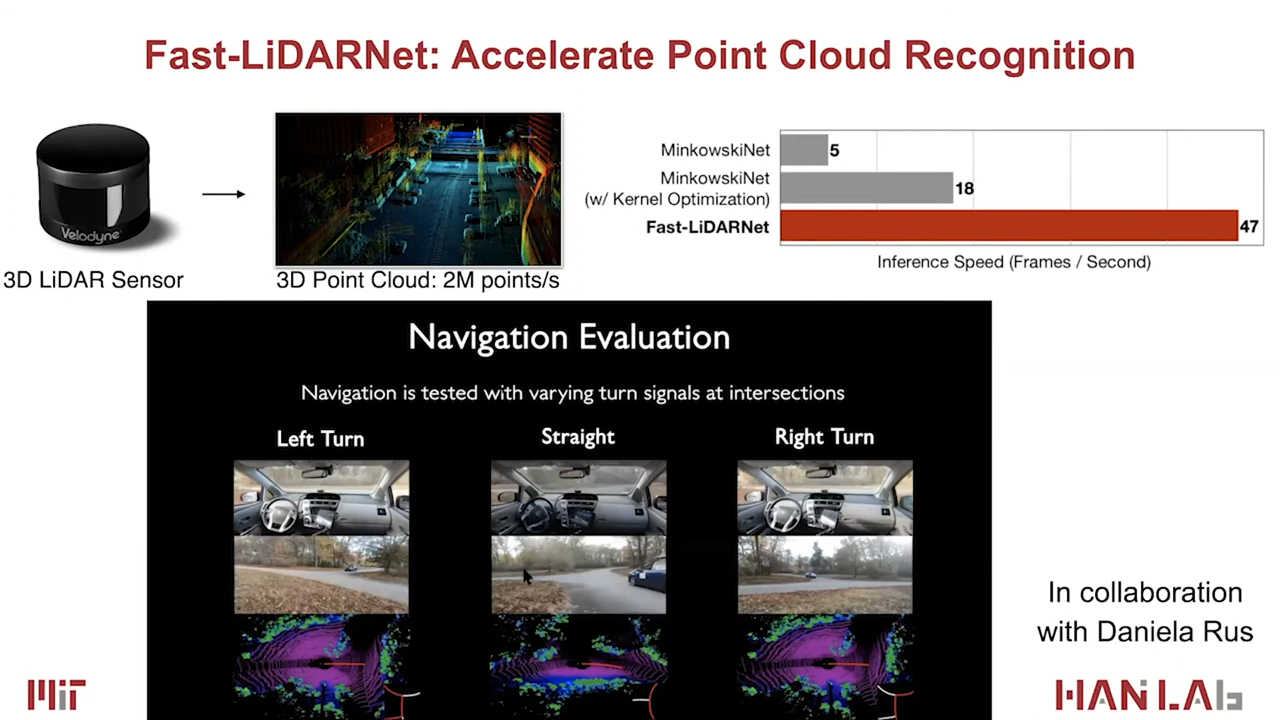 Fast-LiDARNet: Accelerate Point Cloud Recognition
Velodyne
3D LiDAR Sensor
3D Point Cloud: 2M points/s
MinkowskiNet
5
MinkowskiNet
(w/ Kernel Optimization)
18
Fast-LiDARNet
47
Inference Speed (Frames / Second)
Navigation Evaluation
Navigation is tested with varying turn signals at intersections
Left Turn
Straight
Right Turn
In collaboration
with Daniela Rus
MIT
HAN LAb